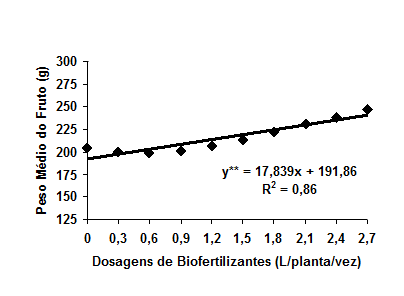 300
275
250
225
200
175
150
125
Peso Médio do Fruto (g)
y** = 17,839x + 191,86
R² = 0,86
0 0,3 0,6 0,9 1,2 1,5 1,8 2,1 2,4 2,7
Dosagens de Biofertilizantes (L/planta/vez)